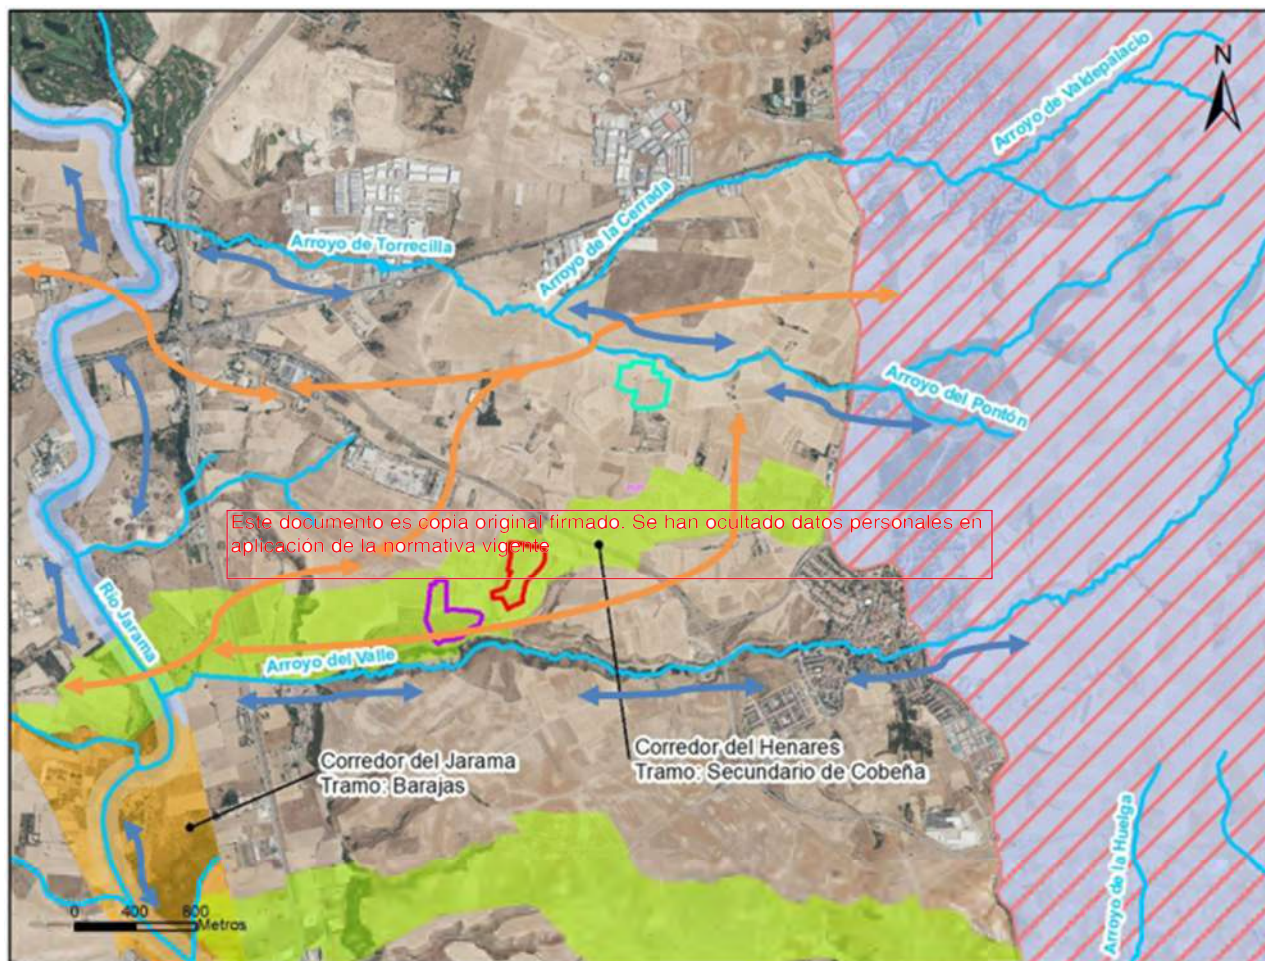 Arroyo de Valdepalacio
N
Arroyo de la Carrada
Arroyo de Torrecilla
Arroyo del Pontón
Este documento es copia original firmado. Se han ocultado datos personales en
aplicación de la normativa vigente
Río Jarama
Arroyo del Valle
Corredor del Henares
Tramo: Secundario de Cobeña
Corredor del Jarama
Tramo: Barajas
Arroyo de la Huelga
0 400 800
Metros